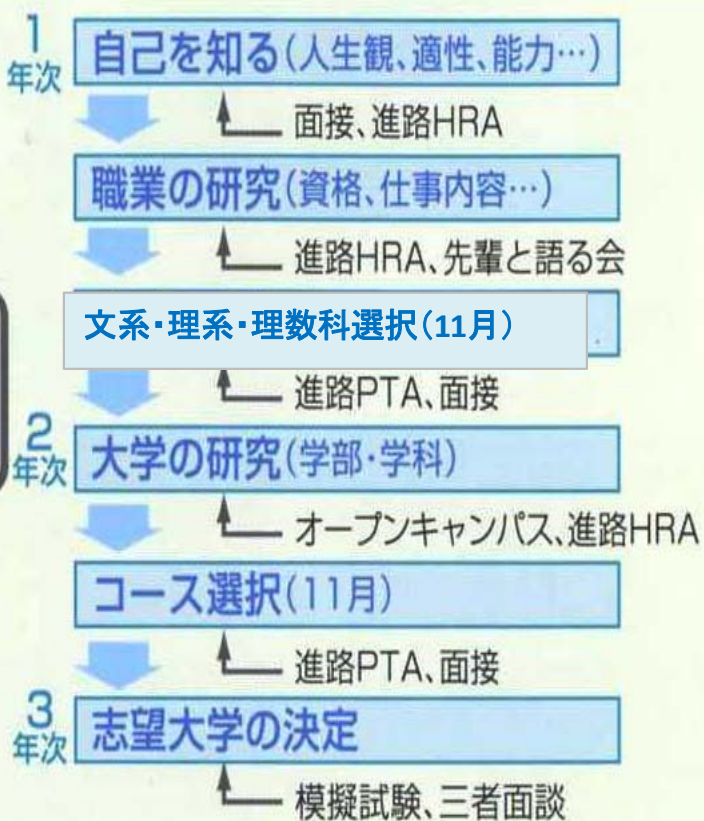 1
年次
自己を知る(人生観、適性、能力…)
面接、進路HRA
職業の研究(資格、仕事内容…)
進路HRA、先輩と語る会
文系・理系・理数科選択(11月)
進路PTA、面接
2
年次
大学の研究(学部・学科)
オープンキャンパス、進路HRA
コース選択(11月)
進路PTA、面接
3
年次
志望大学の決定
模擬試験、三者面談